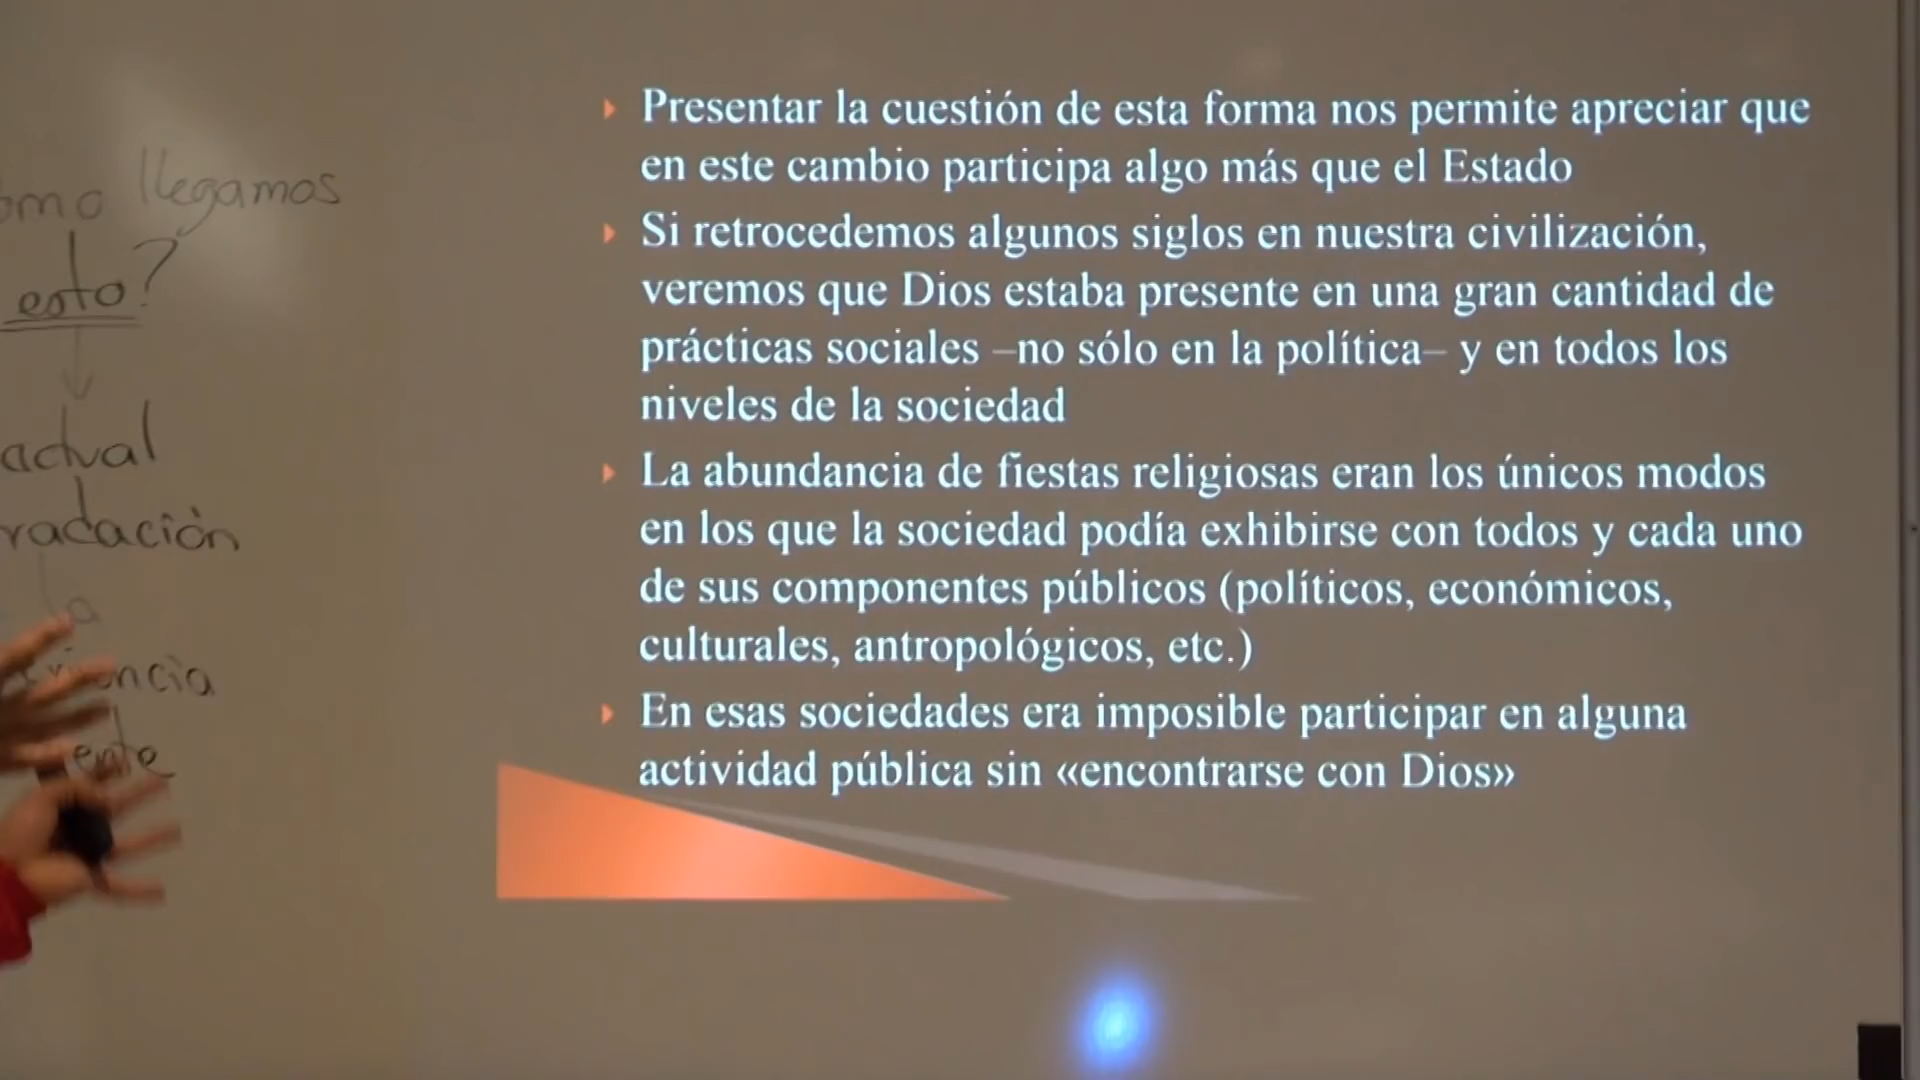 llegamos
esto?
actual
Presentar la cuestión de esta forma nos permite apreciar que
en este cambio participa algo más que el Estado
Si retrocedemos algunos siglos en nuestra civilización,
veremos que Dios estaba presente en una gran cantidad de
prácticas sociales –no sólo en la política– y en todos los
niveles de la sociedad
La abundancia de fiestas religiosas eran los únicos modos
en los que la sociedad podía exhibirse con todos y cada uno
de sus componentes públicos (políticos, económicos,
culturales, antropológicos, etc.)
En esas sociedades era imposible participar en alguna
actividad pública sin «encontrarse con Dios»